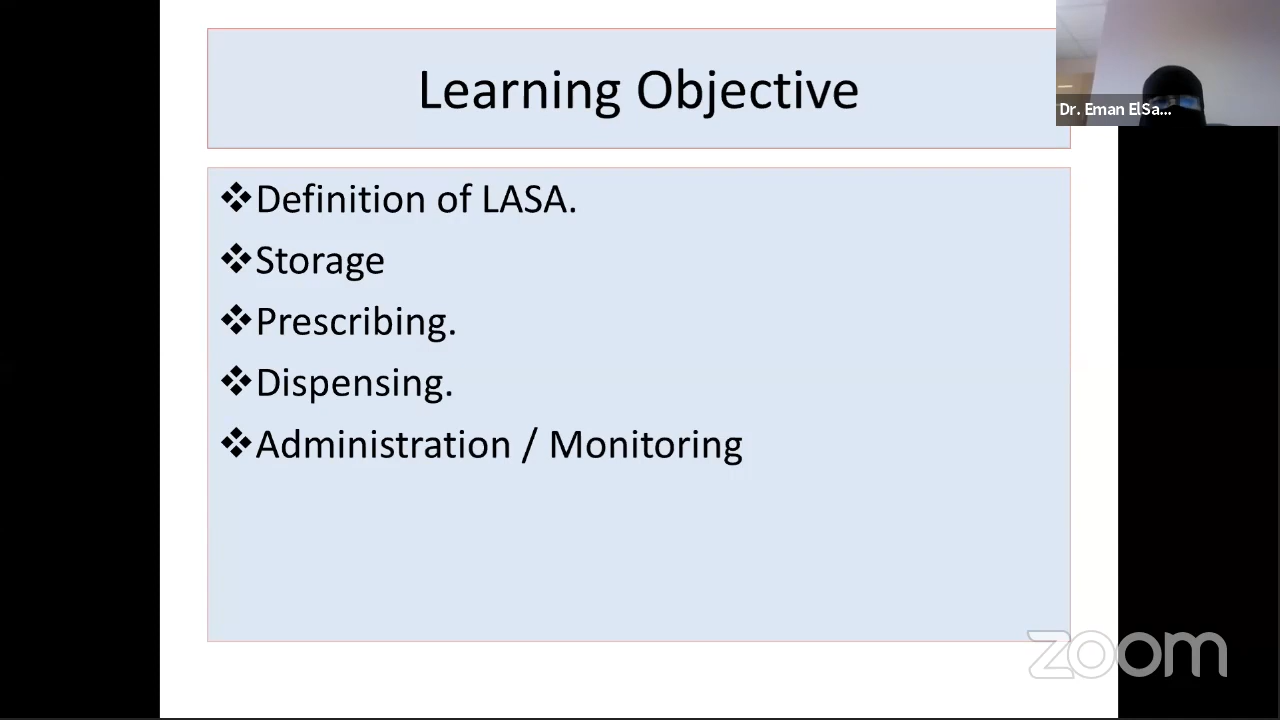 Learning Objective
Dr. Eman ElSa...
❖Definition of LASA.
❖Storage
❖Prescribing.
❖Dispensing.
❖Administration / Monitoring
zoom